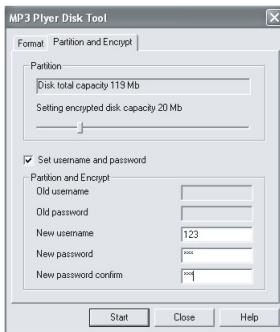 MP3 Plyer Disk Tool
Format Partition and Encrypt
Partition
Disk total capacity 119 Mb
Setting encrypted disk capacity 20 Mb
Set username and password
Partition and Encrypt
Old username
Old password
New username 123
New password ***
New password confirm ***
Start Close Help